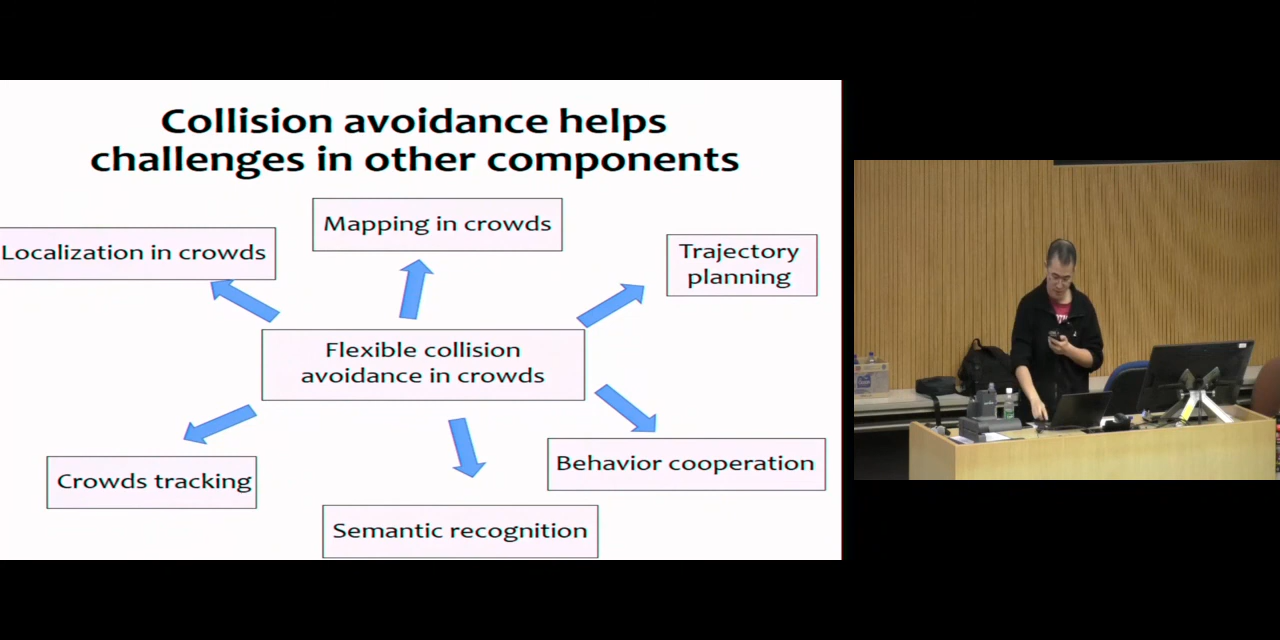 Collision avoidance helps
challenges in other components
Mapping in crowds
Localization in crowds
Trajectory
planning
Flexible collision
avoidance in crowds
Behavior cooperation
Crowds tracking
Semantic recognition